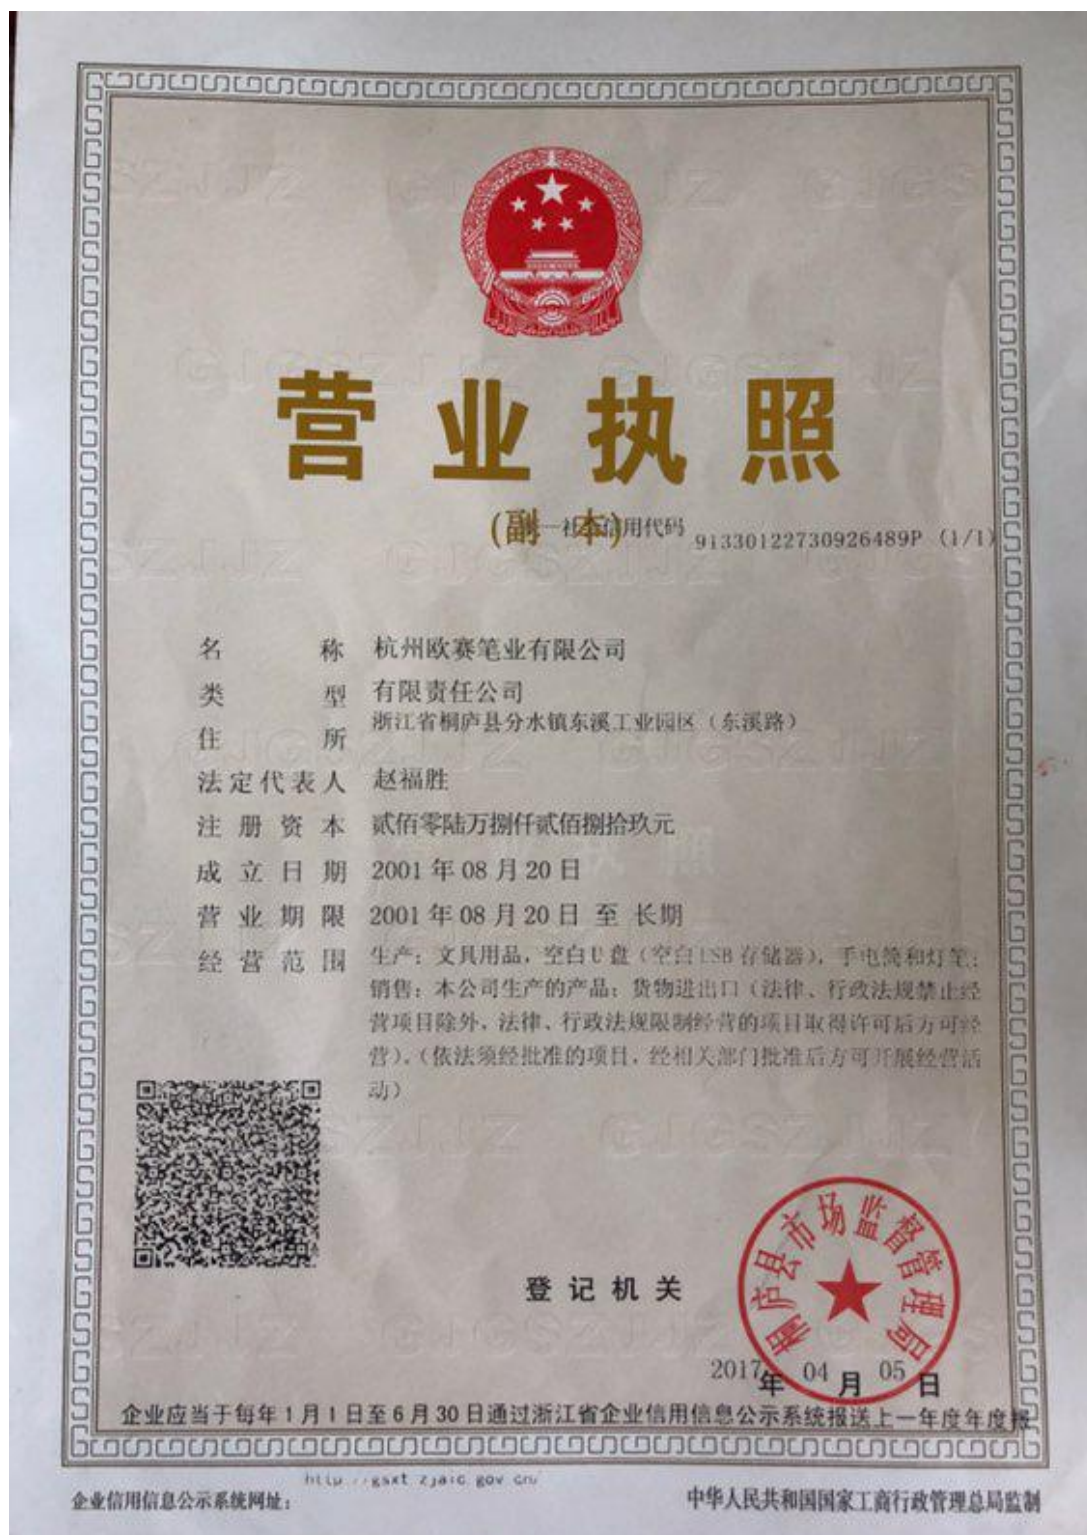 营业执照
(副 本)
统一社会信用代码 91330122730926489P (1/1)
名称 杭州欧赛笔业有限公司
类型 有限责任公司
住所 浙江省桐庐县分水镇东溪工业园区（东溪路）
法定代表人 赵福胜
注册资本 贰佰零陆万捌仟贰佰捌拾玖元
成立日期 2001年08月20日
营业期限 2001年08月20日 至 长期
经营范围 生产：文具用品，空白U盘（空白USB存储器），手电筒和灯笔；
销售：本公司生产的产品；货物进出口（法律、行政法规禁止经
营项目除外，法律、行政法规限制经营的项目取得许可后方可经
营）。（依法须经批准的项目，经相关部门批准后方可开展经营活
动）
登记机关
桐庐县市场监督管理局
2017年 04月 05日
企业应当于每年1月1日至6月30日通过浙江省企业信用信息公示系统报送上一年度年度报
http://gsxt.zjaic.gov.cn/
企业信用信息公示系统网址：
中华人民共和国国家工商行政管理总局监制